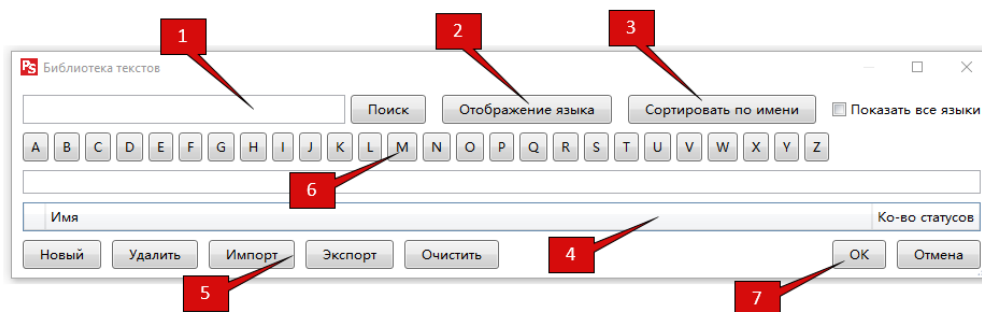 1
2
3
PS Библиотека текстов
Поиск Отображение языка Сортировать по имени Показать все языки
A B C D E F G H I J K L M N O P Q R S T U V W X Y Z
6
Имя Ко-во статусов
Новый Удалить Импорт Экспорт Очистить OK Отмена
4
5
7